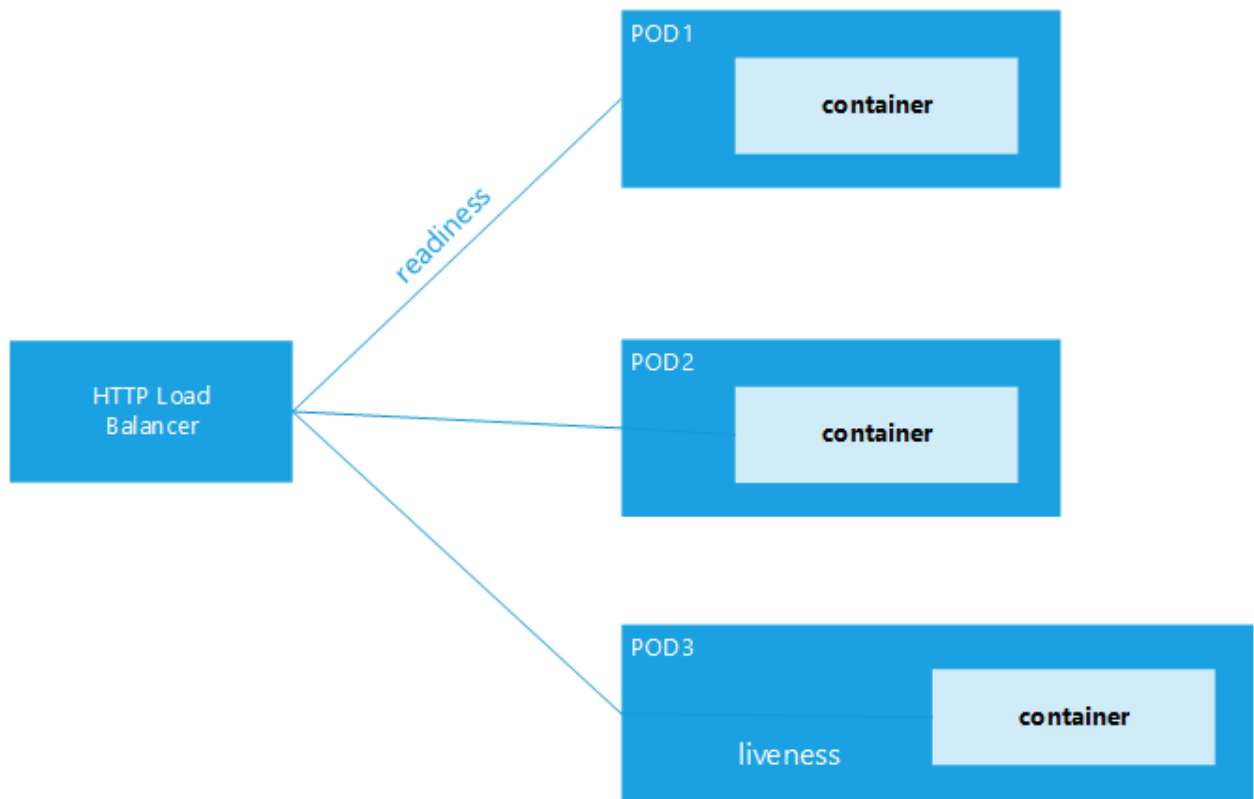 POD1
container
readiness
HTTP Load
Balancer
POD2
container
POD3
container
liveness